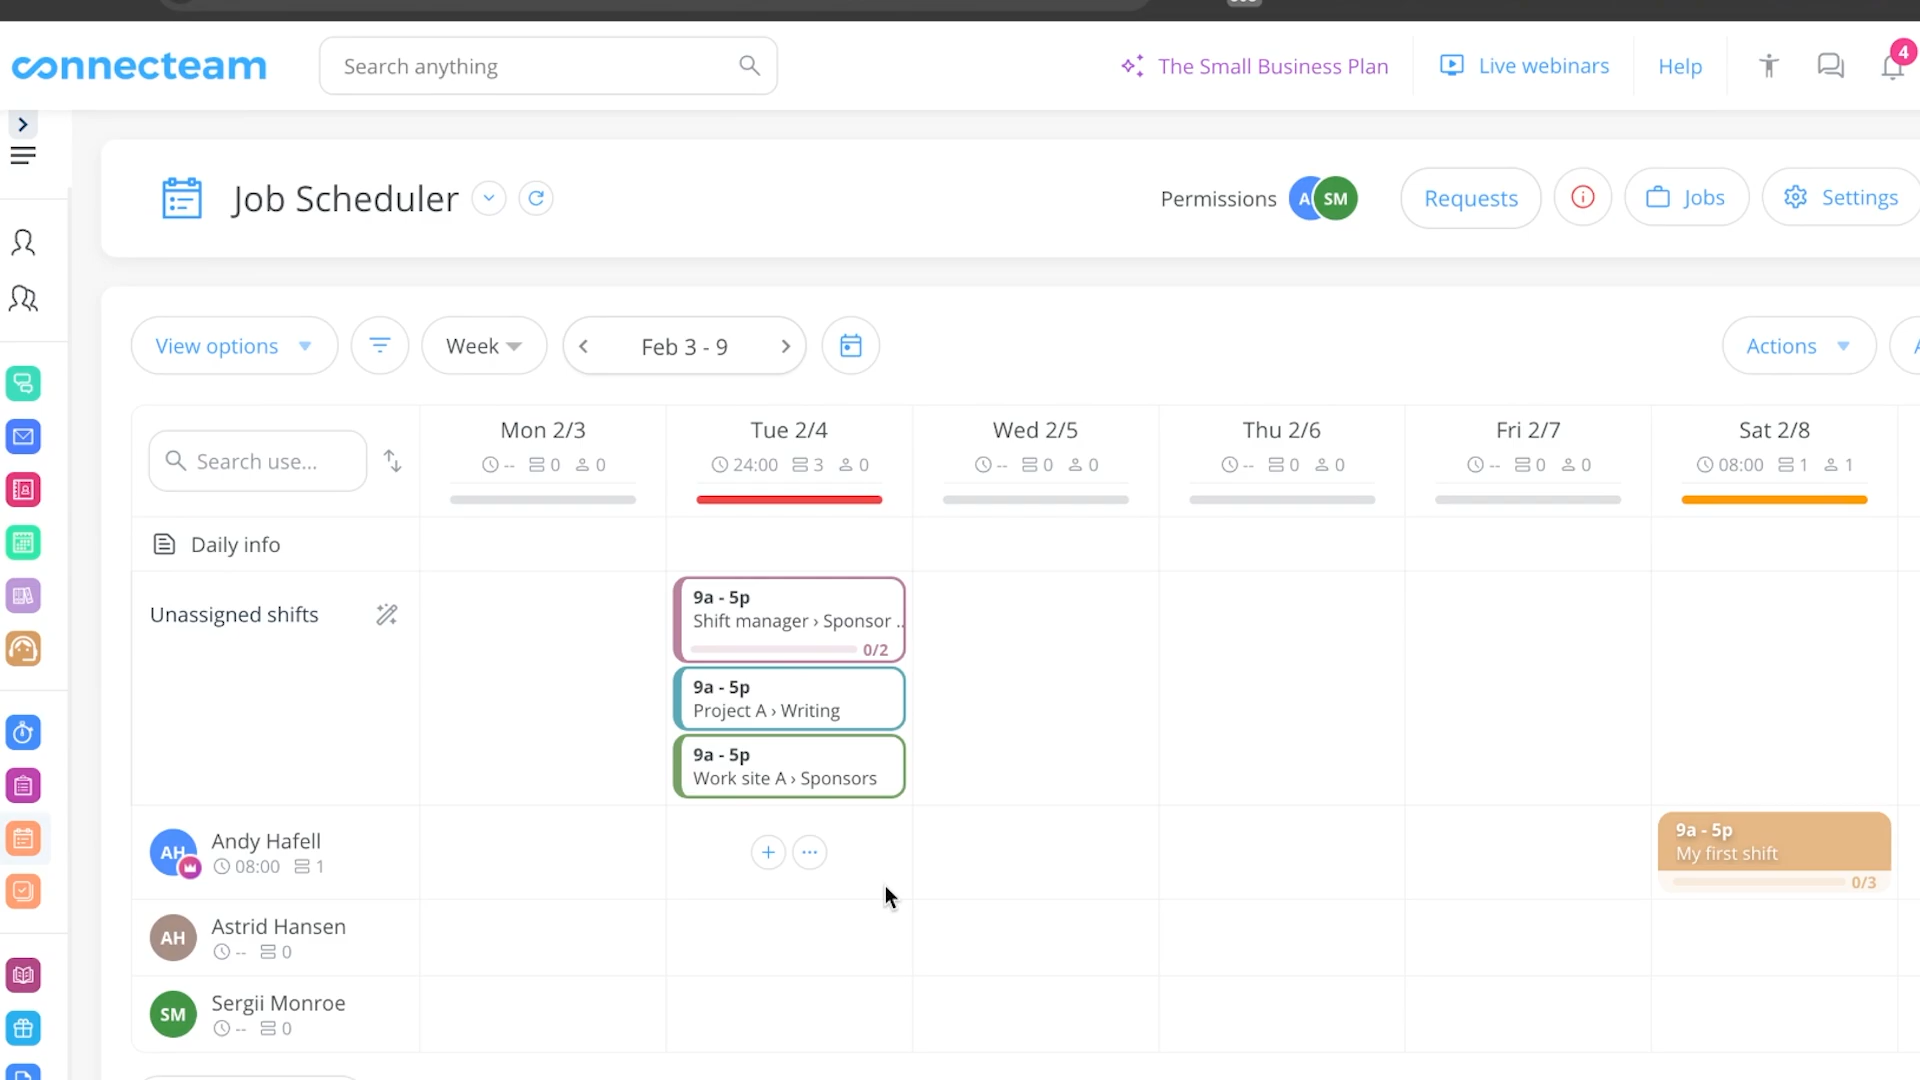 connecteam
Search anything
The Small Business Plan
Live webinars
Help
4
Job Scheduler
Permissions
A
SM
Requests
Jobs
Settings
View options
Week
Feb 3 - 9
Actions
Search use...
Mon 2/3
-- 0 0
Tue 2/4
24:00 3 0
Wed 2/5
-- 0 0
Thu 2/6
-- 0 0
Fri 2/7
-- 0 0
Sat 2/8
08:00 1 1
Daily info
Unassigned shifts
9a - 5p
Shift manager › Sponsor ..
0/2
9a - 5p
Project A › Writing
9a - 5p
Work site A › Sponsors
AH
Andy Hafell
08:00 1
9a - 5p
My first shift
0/3
AH
Astrid Hansen
-- 0
SM
Sergii Monroe
-- 0